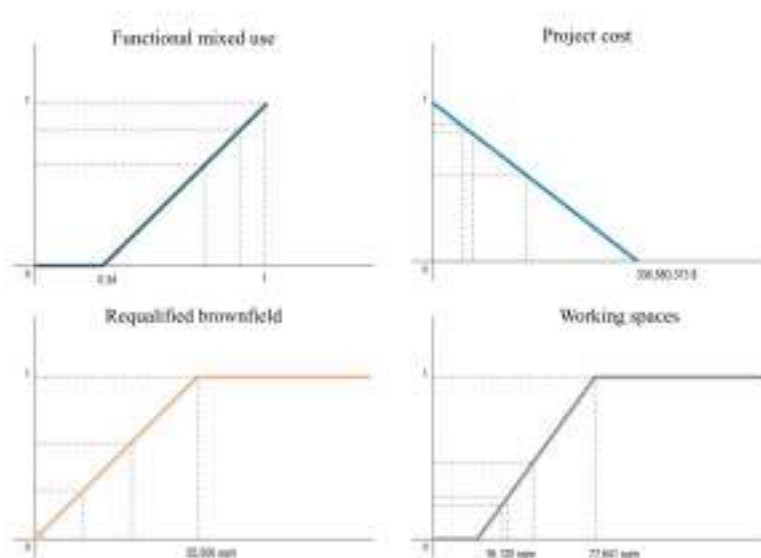 Functional mixed use
1
0
0.34
1
Project cost
1
0
Requalified brownfield
1
0
Working spaces
1
0